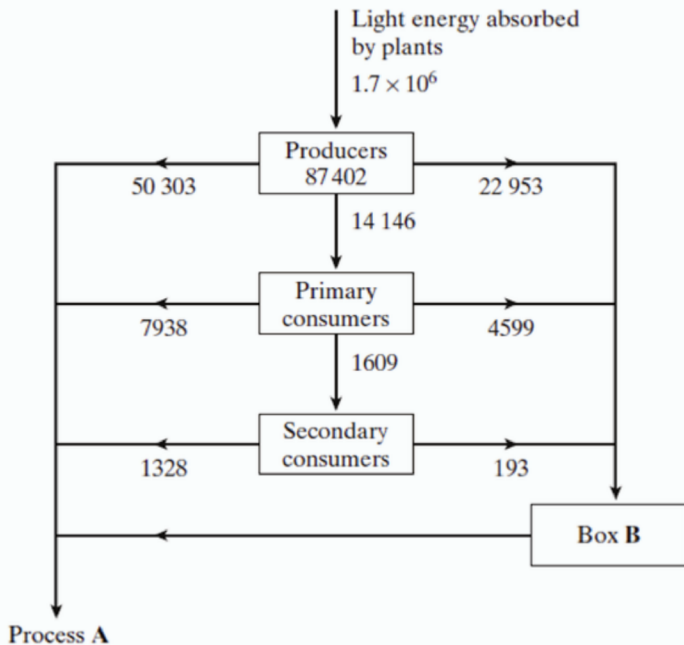 Light energy absorbed
by plants
1.7 × 10⁶
Producers
87 402
50 303
22 953
14 146
Primary
consumers
7938
4599
1609
Secondary
consumers
1328
193
Box B
Process A